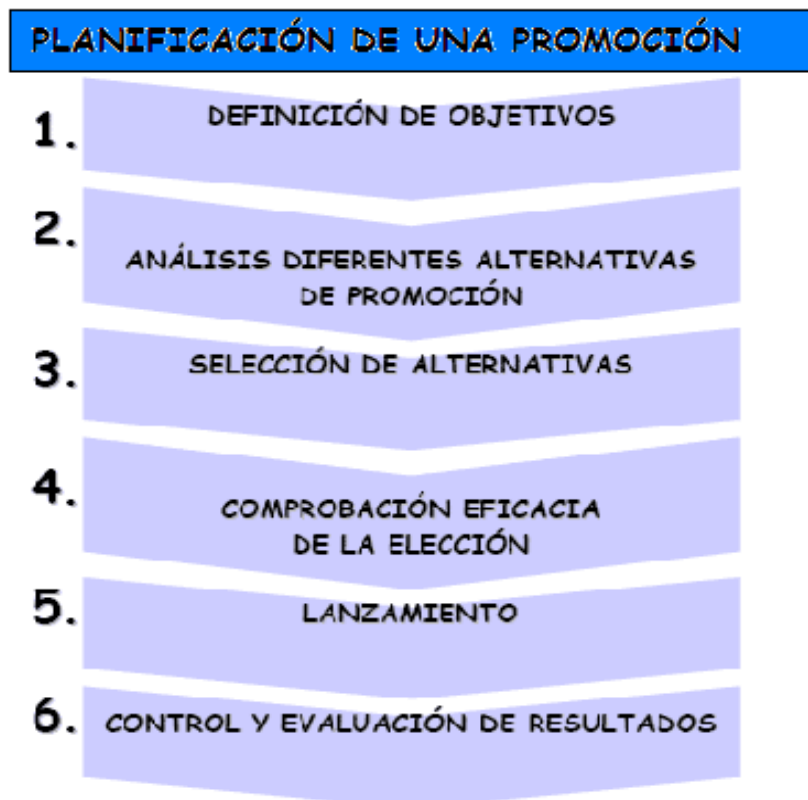 PLANIFICACIÓN DE UNA PROMOCIÓN
1. DEFINICIÓN DE OBJETIVOS
2. ANÁLISIS DIFERENTES ALTERNATIVAS
DE PROMOCIÓN
3. SELECCIÓN DE ALTERNATIVAS
4. COMPROBACIÓN EFICACIA
DE LA ELECCIÓN
5. LANZAMIENTO
6. CONTROL Y EVALUACIÓN DE RESULTADOS